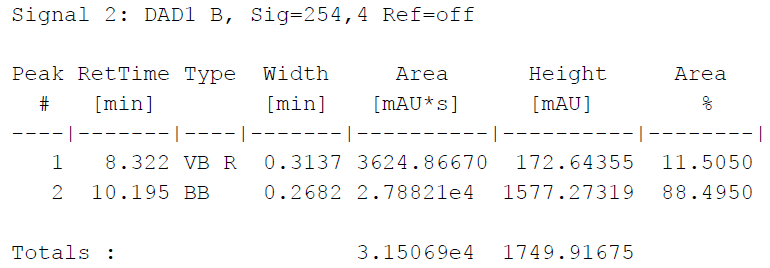 Signal 2: DAD1 B, Sig=254,4 Ref=off
Peak RetTime Type  Width     Area      Height     Area
  #   [min]        [min]   [mAU*s]     [mAU]        %
----|-------|----|-------|----------|----------|--------|
   1   8.322 VB R  0.3137 3624.86670  172.64355  11.5050
   2  10.195 BB    0.2682 2.78821e4  1577.27319  88.4950
Totals :                  3.15069e4  1749.91675